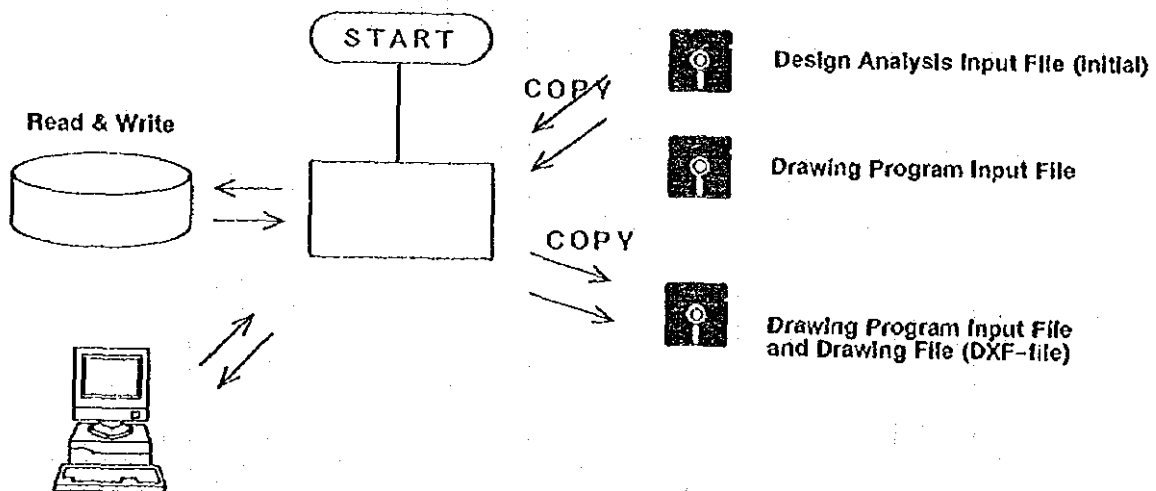 START
Design Analysis Input File (Initial)
COPY
Read & Write
Drawing Program Input File
COPY
Drawing Program Input File
and Drawing File (DXF-file)